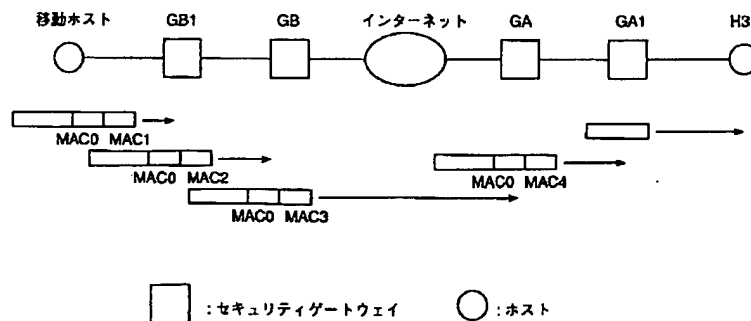 移動ホスト GB1 GB インターネット GA GA1 H3
MAC0 MAC1
MAC0 MAC2
MAC0 MAC3
MAC0 MAC4
:セキュリティゲートウェイ :ホスト